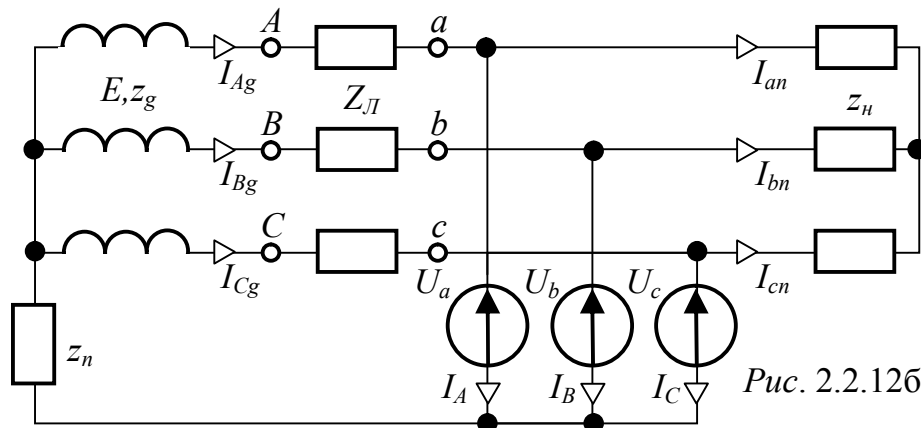 A
a
I_Ag
I_an
E,z_g
Z_Л
z_н
B
b
I_Bg
I_bn
C
c
I_Cg
U_a
U_b
U_c
I_cn
z_n
I_A
I_B
I_C
Рис. 2.2.12б